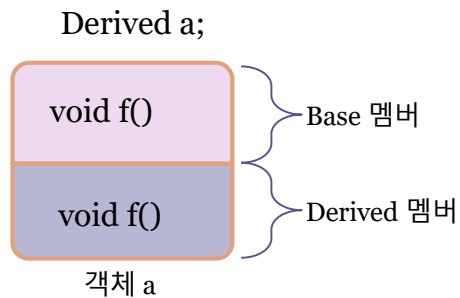 Derived a;
void f()
Base 멤버
void f()
Derived 멤버
객체 a